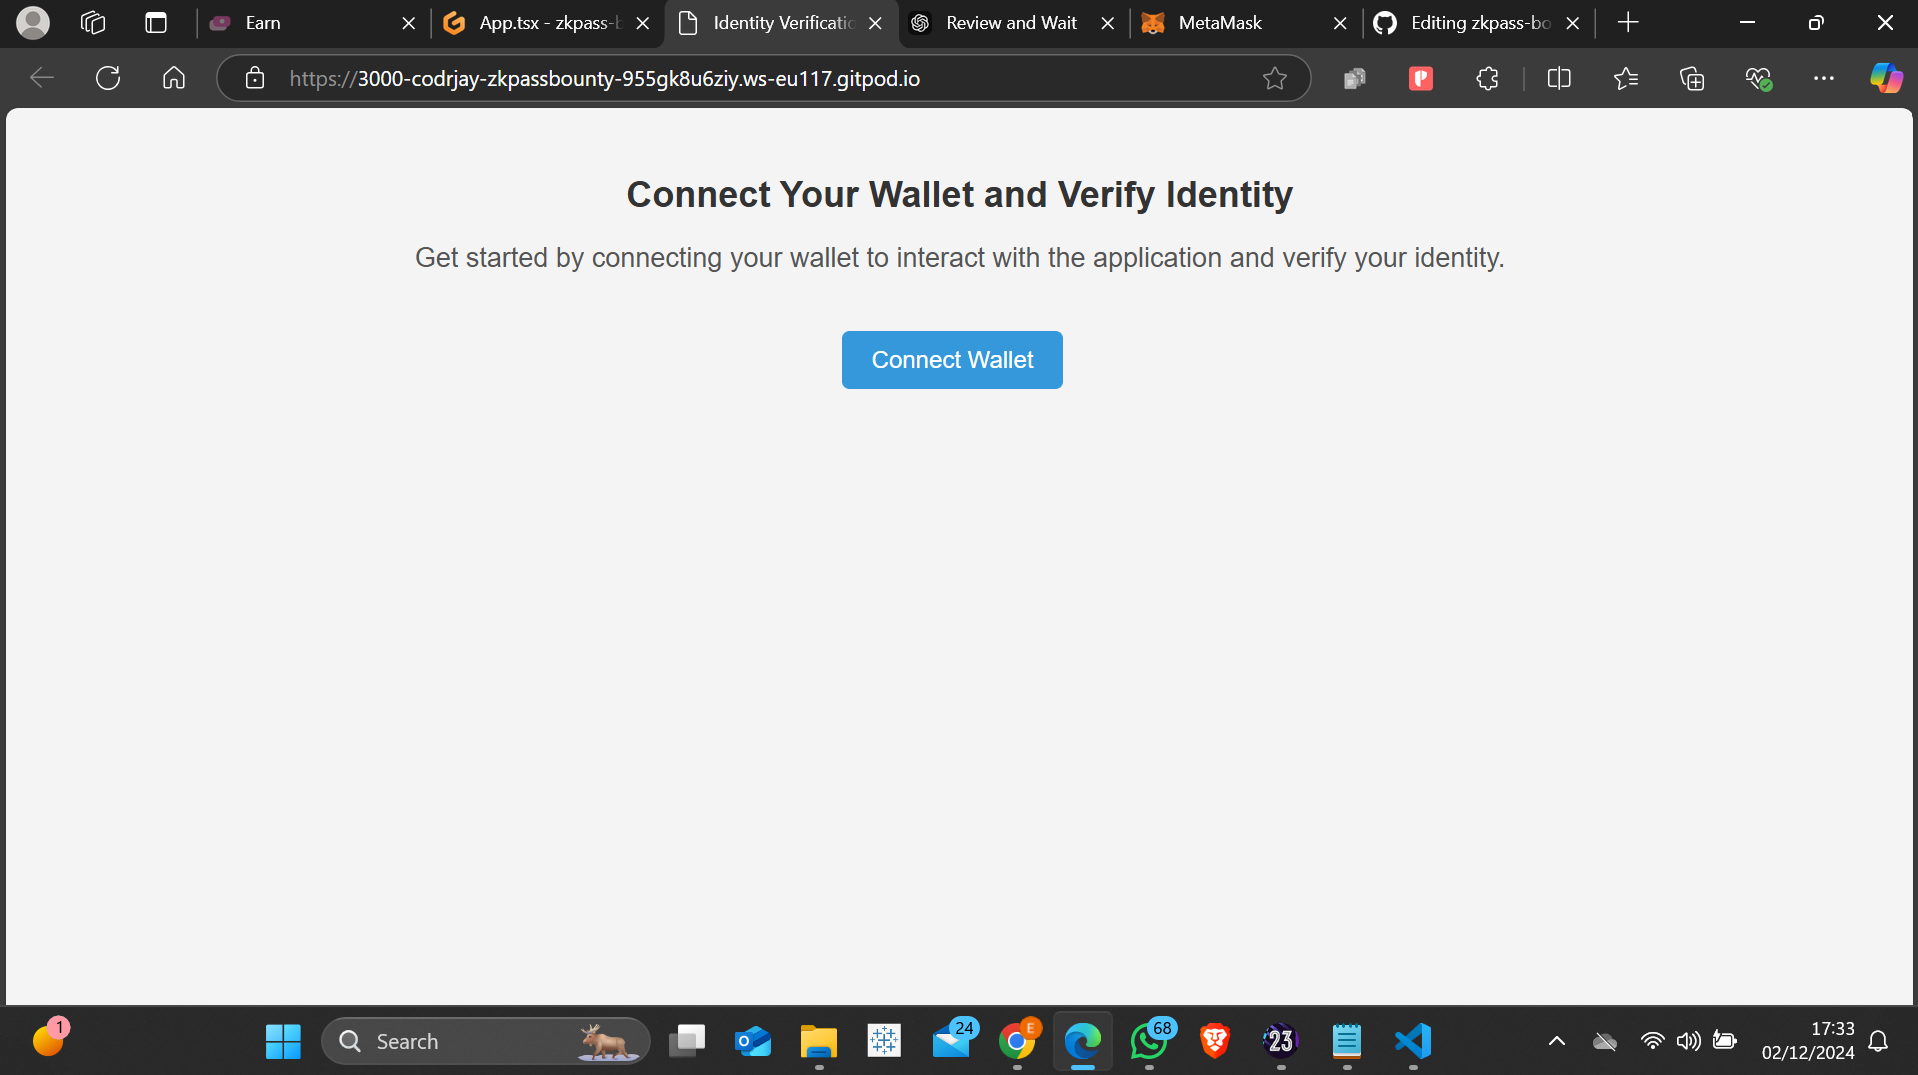 Earn
App.tsx - zkpass-b
Identity Verificatio
Review and Wait
MetaMask
Editing zkpass-bo
https://3000-codrjay-zkpassbounty-955gk8u6ziy.ws-eu117.gitpod.io
Connect Your Wallet and Verify Identity
Get started by connecting your wallet to interact with the application and verify your identity.
Connect Wallet
1
Search
24
E
68
23
17:33
02/12/2024